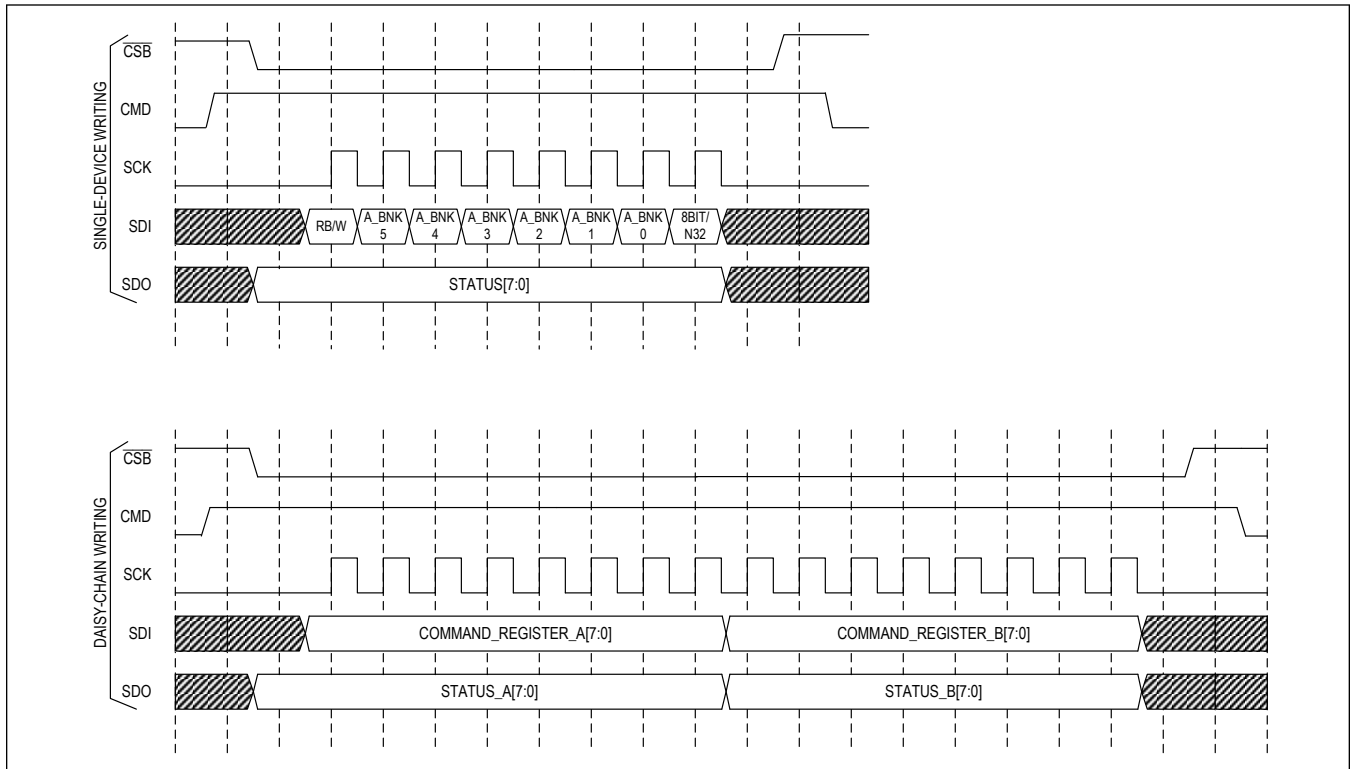 SINGLE-DEVICE WRITING
CSB
CMD
SCK
SDI
RB/W
A_BNK
5
A_BNK
4
A_BNK
3
A_BNK
2
A_BNK
1
A_BNK
0
8BIT/
N32
SDO
STATUS[7:0]
DAISY-CHAIN WRITING
CSB
CMD
SCK
SDI
COMMAND_REGISTER_A[7:0]
COMMAND_REGISTER_B[7:0]
SDO
STATUS_A[7:0]
STATUS_B[7:0]